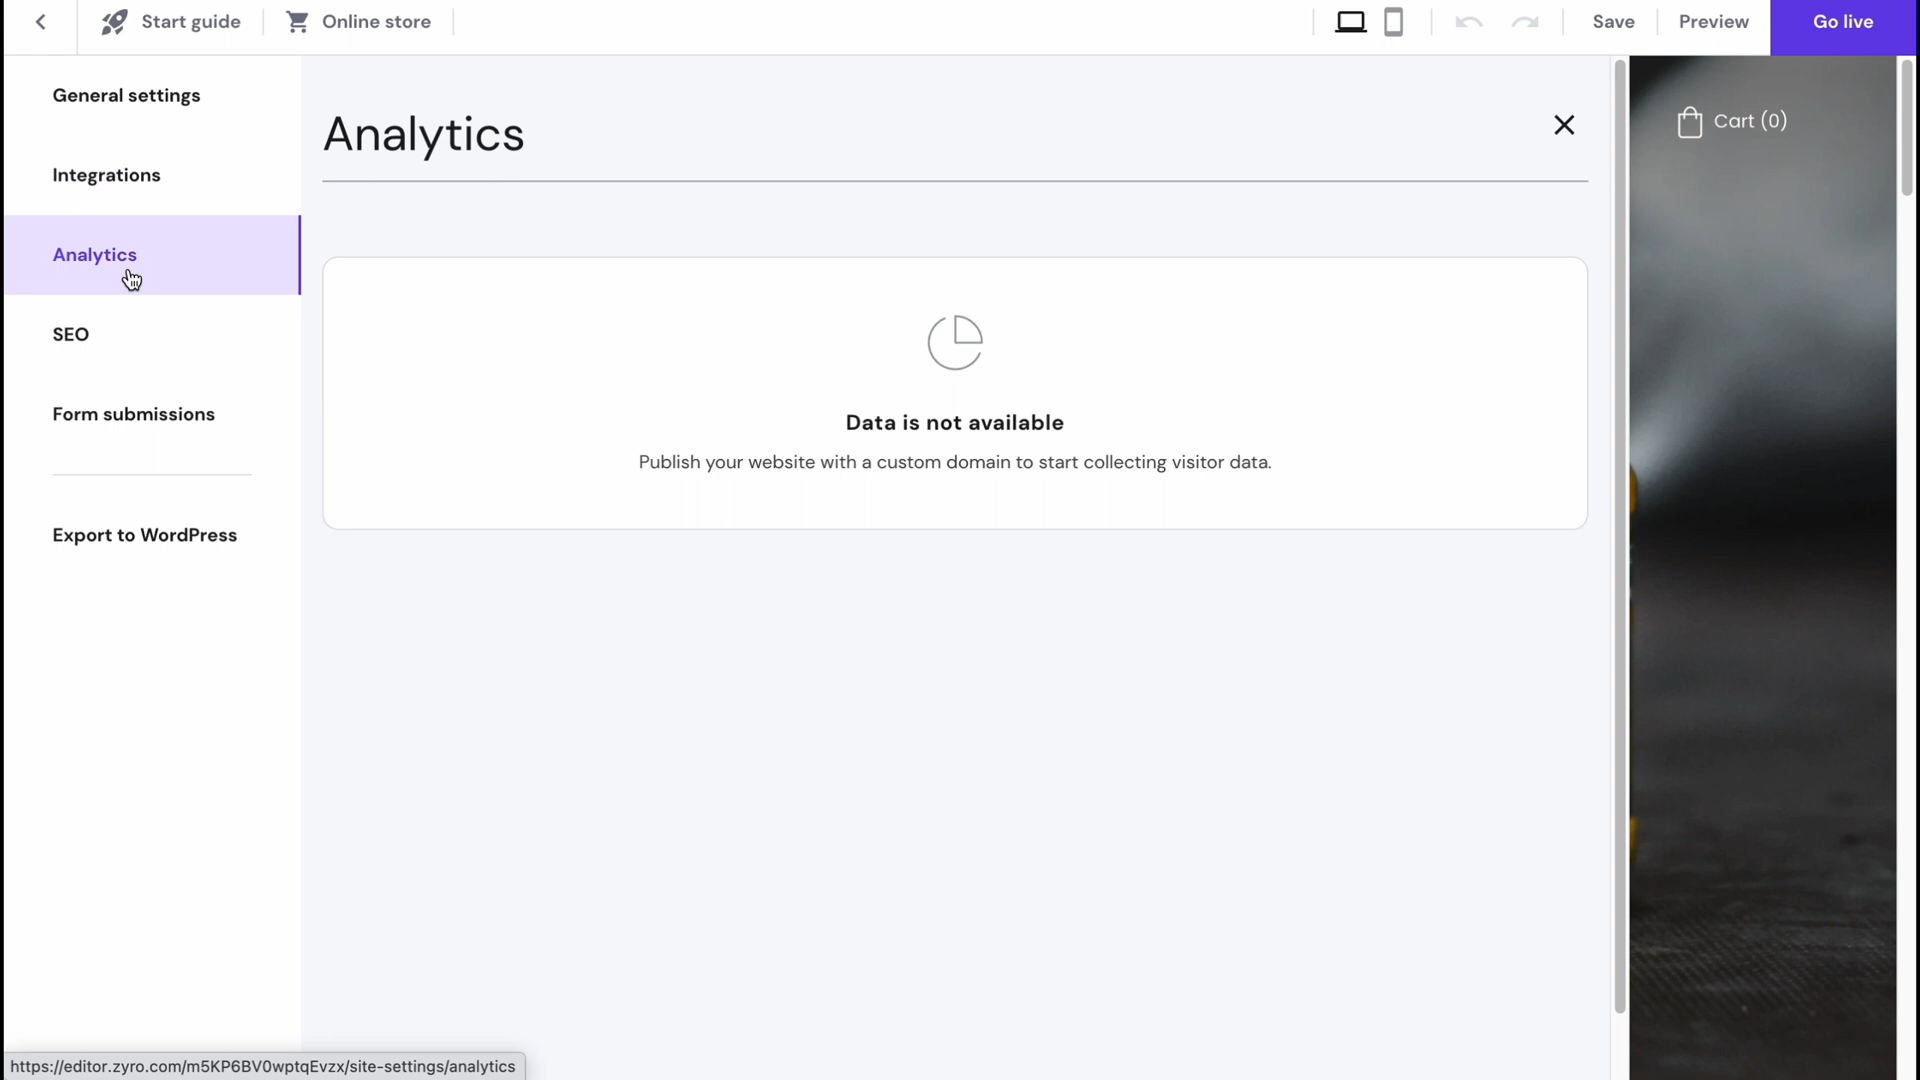 Start guide
Online store
Save
Preview
Go live
General settings
Integrations
Analytics
SEO
Form submissions
Export to WordPress
Analytics
Cart (0)
Data is not available
Publish your website with a custom domain to start collecting visitor data.
https://editor.zyro.com/m5KP6BV0wptqEvzx/site-settings/analytics